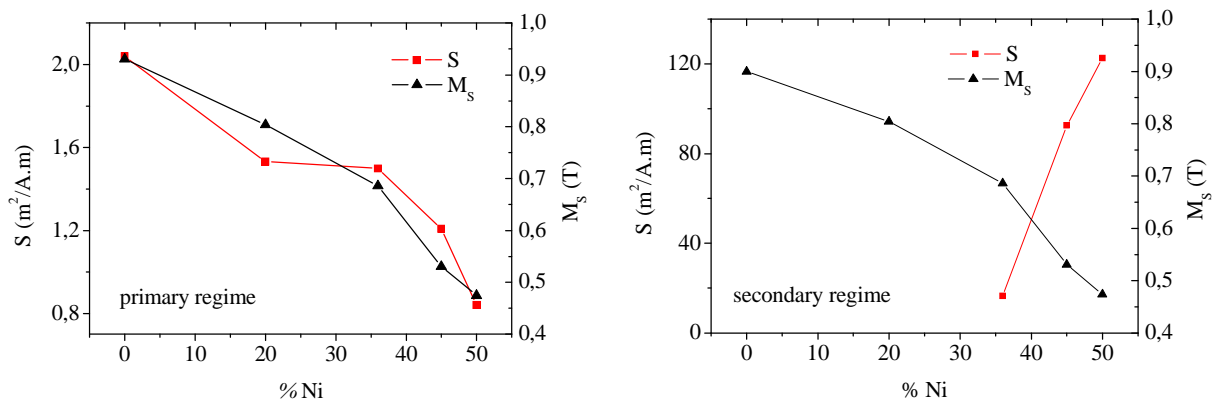 S
M_S
2,0
1,6
1,2
0,8
S (m²/A.m)
1,0
0,9
0,8
0,7
0,6
0,5
0,4
M_S (T)
primary regime
0 10 20 30 40 50
% Ni
S
M_S
120
80
40
0
S (m²/A.m)
1,0
0,9
0,8
0,7
0,6
0,5
0,4
M_S (T)
secondary regime
0 10 20 30 40 50
% Ni